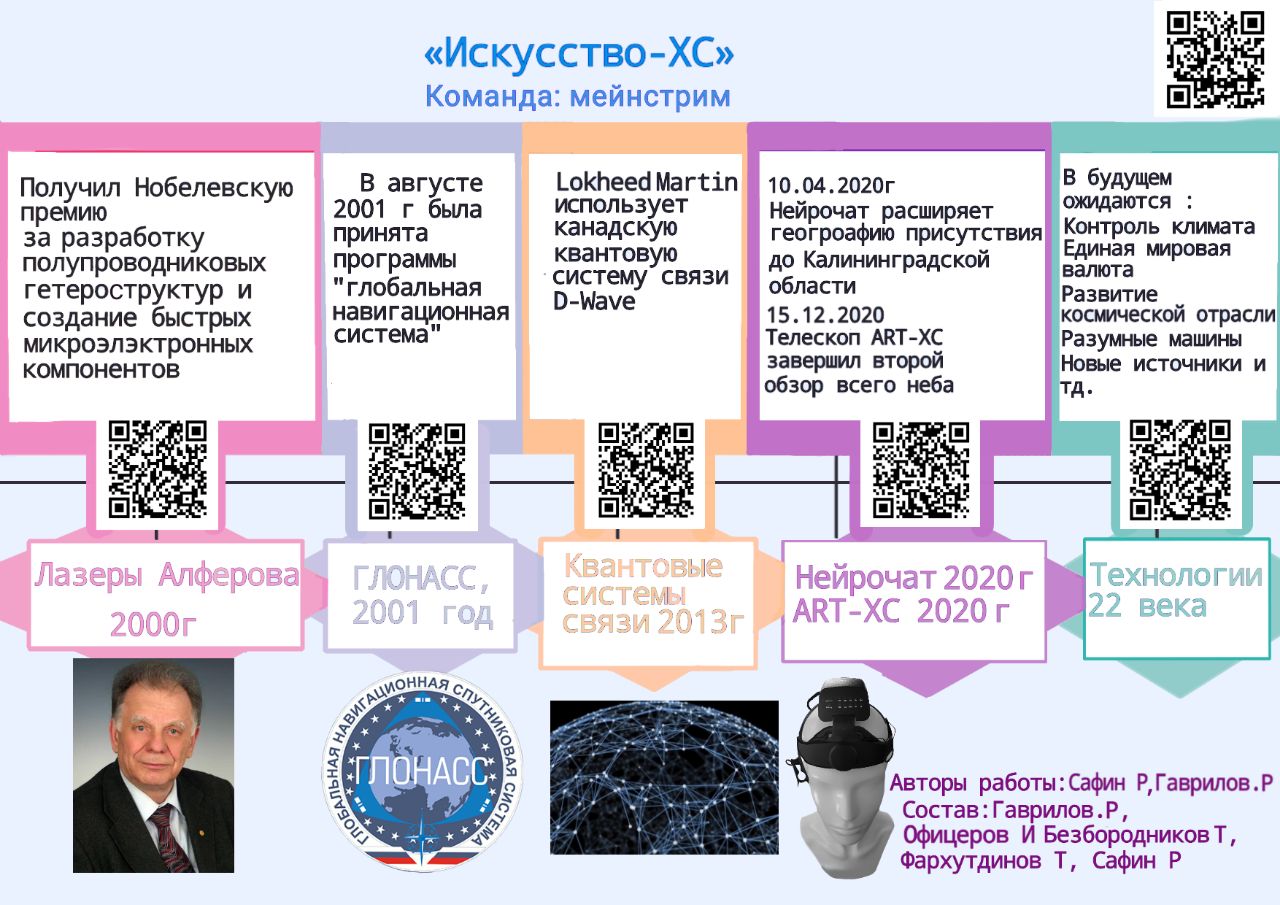 «Искусство-ХС»
Команда: мейнстрим
Получил Нобелевскую
премию
за разработку
полупроводниковых
гетероструктур и
создание быстрых
микроэлэктронных
компонентов
В августе
2001 г была
принята
программы
"глобальная
навигационная
система"
Lokheed Martin
использует
канадскую
квантовую
систему связи
D-Wave
10.04.2020г
Нейрочат расширяет
геогроафию присутствия
до Калининградской
области
15.12.2020
Телескоп ART-XC
завершил второй
обзор всего неба
В будущем
ожидаются :
Контроль климата
Единая мировая
валюта
Развитие
космической отрасли
Разумные машины
Новые источники и
тд.
Лазеры Алферова
2000г
ГЛОНАСС,
2001 год
Квантовые
системы
связи 2013г
Нейрочат 2020г
ART-XC 2020 г
Технологии
22 века
ГЛОБАЛЬНАЯ НАВИГАЦИОННАЯ СПУТНИКОВАЯ СИСТЕМА
ГЛОНАСС
Авторы работы:Сафин Р,Гаврилов.Р
Состав:Гаврилов.Р,
Офицеров И Безбородников Т,
Фархутдинов Т, Сафин Р